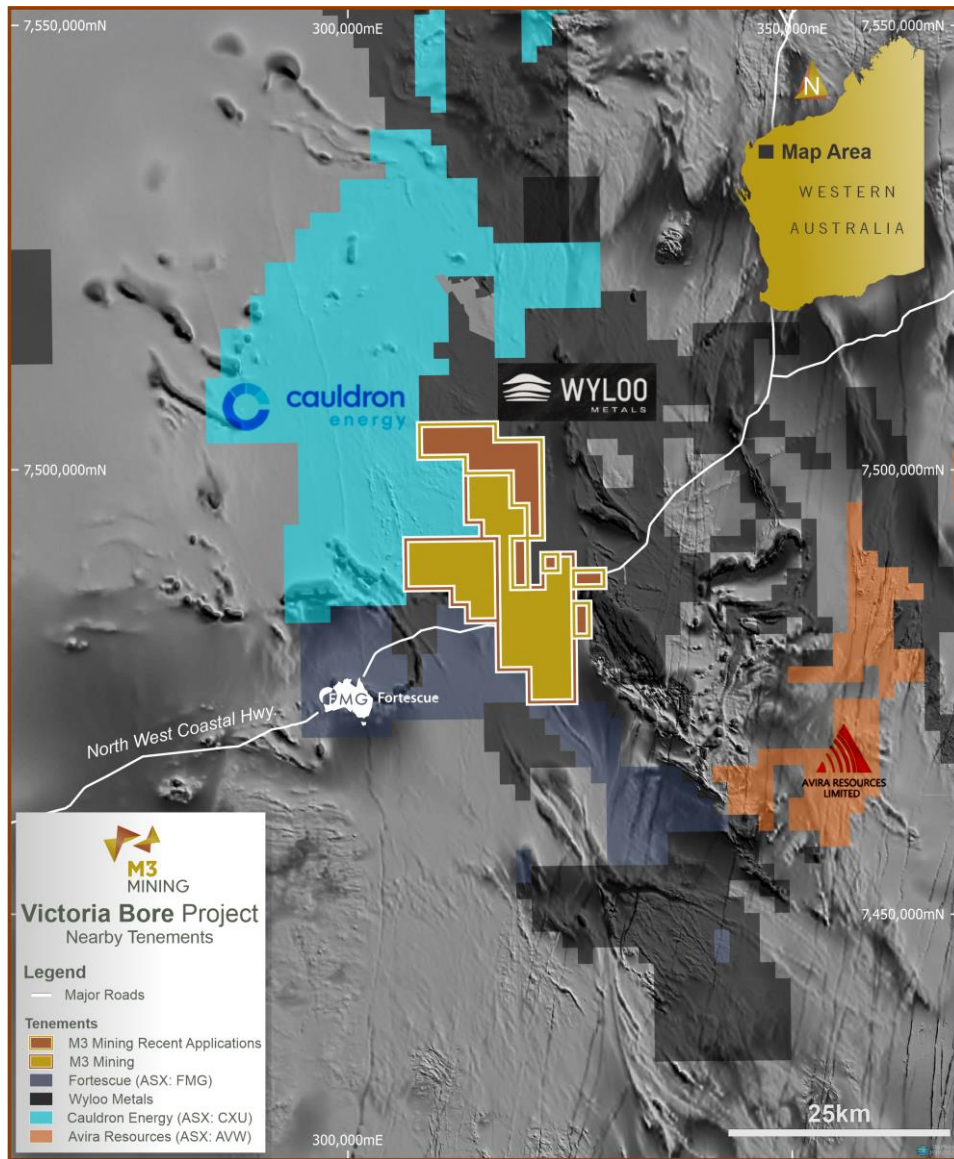 7,550,000mN
300,000mE
350,000mE
7,550,000mN
N
Map Area
WESTERN
AUSTRALIA
cauldron
energy
WYLOO
METALS
7,500,000mN
7,500,000mN
FMG Fortescue
North West Coastal Hwy.
AVIRA RESOURCES
LIMITED
M3
MINING
Victoria Bore Project
Nearby Tenements
Legend
Major Roads
Tenements
M3 Mining Recent Applications
M3 Mining
Fortescue (ASX: FMG)
Wyloo Metals
Cauldron Energy (ASX: CXU)
Avira Resources (ASX: AVW)
7,450,000mN
300,000mE
25km